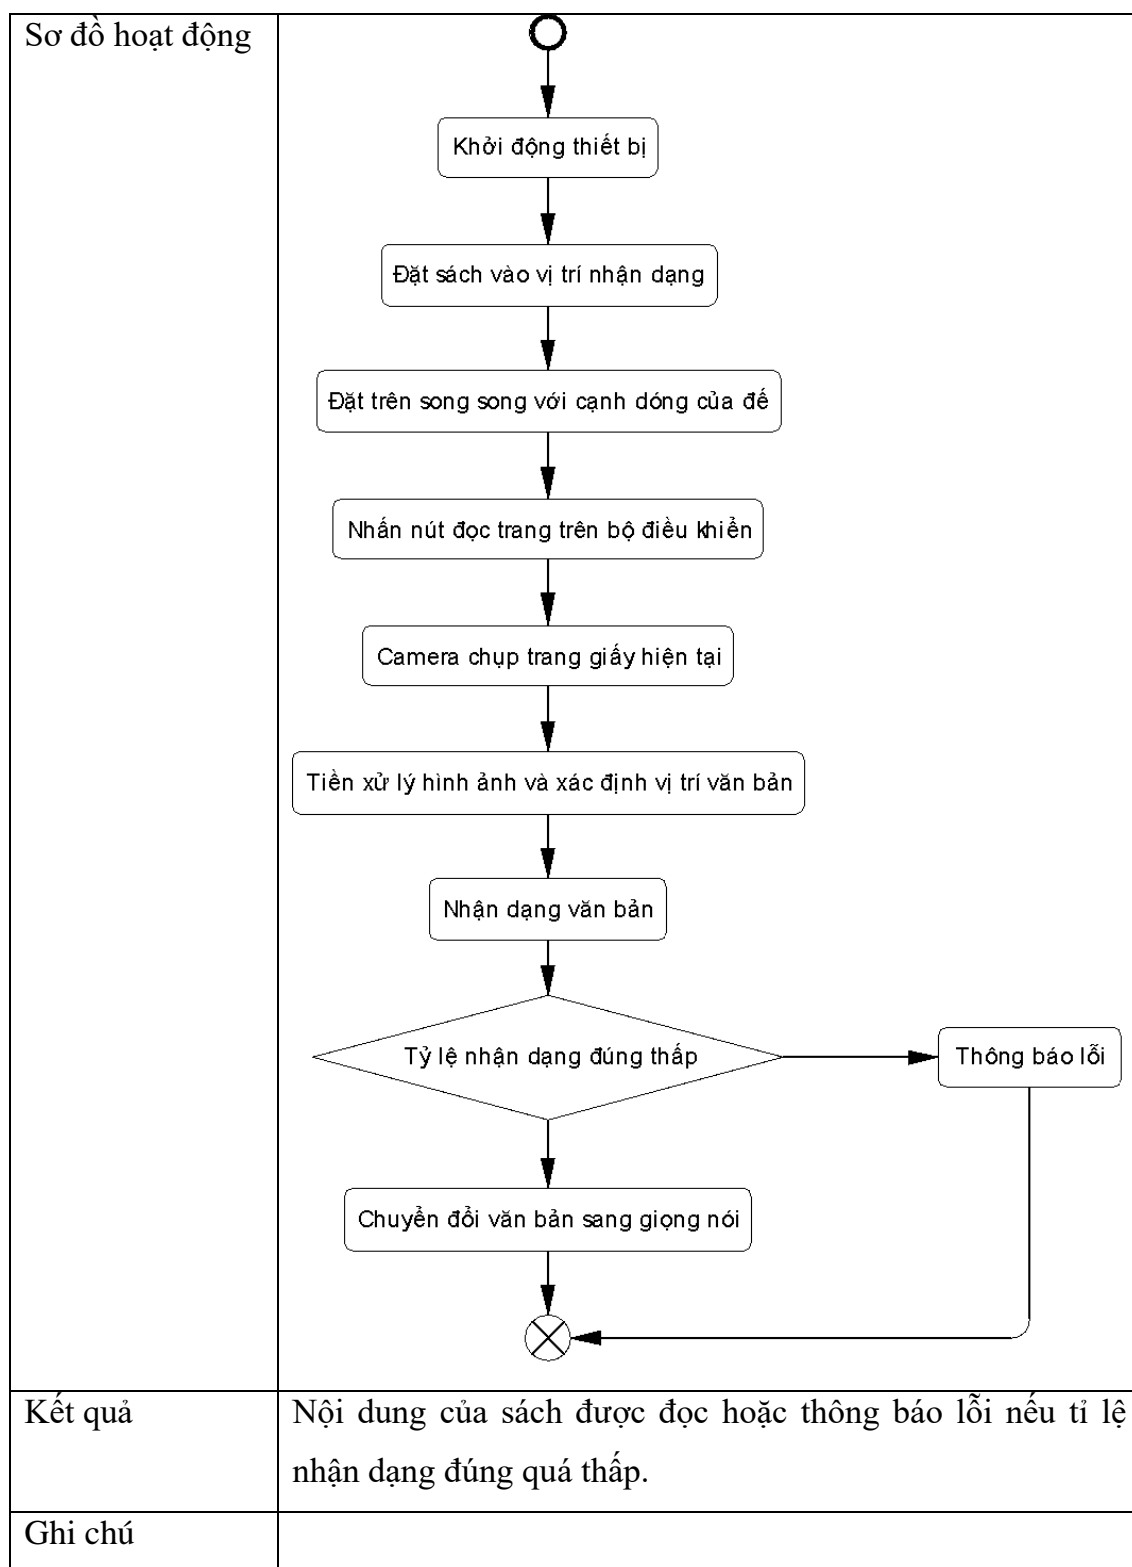 Sơ đồ hoạt động
Khởi động thiết bị
Đặt sách vào vị trí nhận dạng
Đặt trên song song với cạnh dóng của đế
Nhấn nút đọc trang trên bộ điều khiển
Camera chụp trang giấy hiện tại
Tiền xử lý hình ảnh và xác định vị trí văn bản
Nhận dạng văn bản
Tỷ lệ nhận dạng đúng thấp
Thông báo lỗi
Chuyển đổi văn bản sang giọng nói
Kết quả
Nội dung của sách được đọc hoặc thông báo lỗi nếu tỉ lệ
nhận dạng đúng quá thấp.
Ghi chú